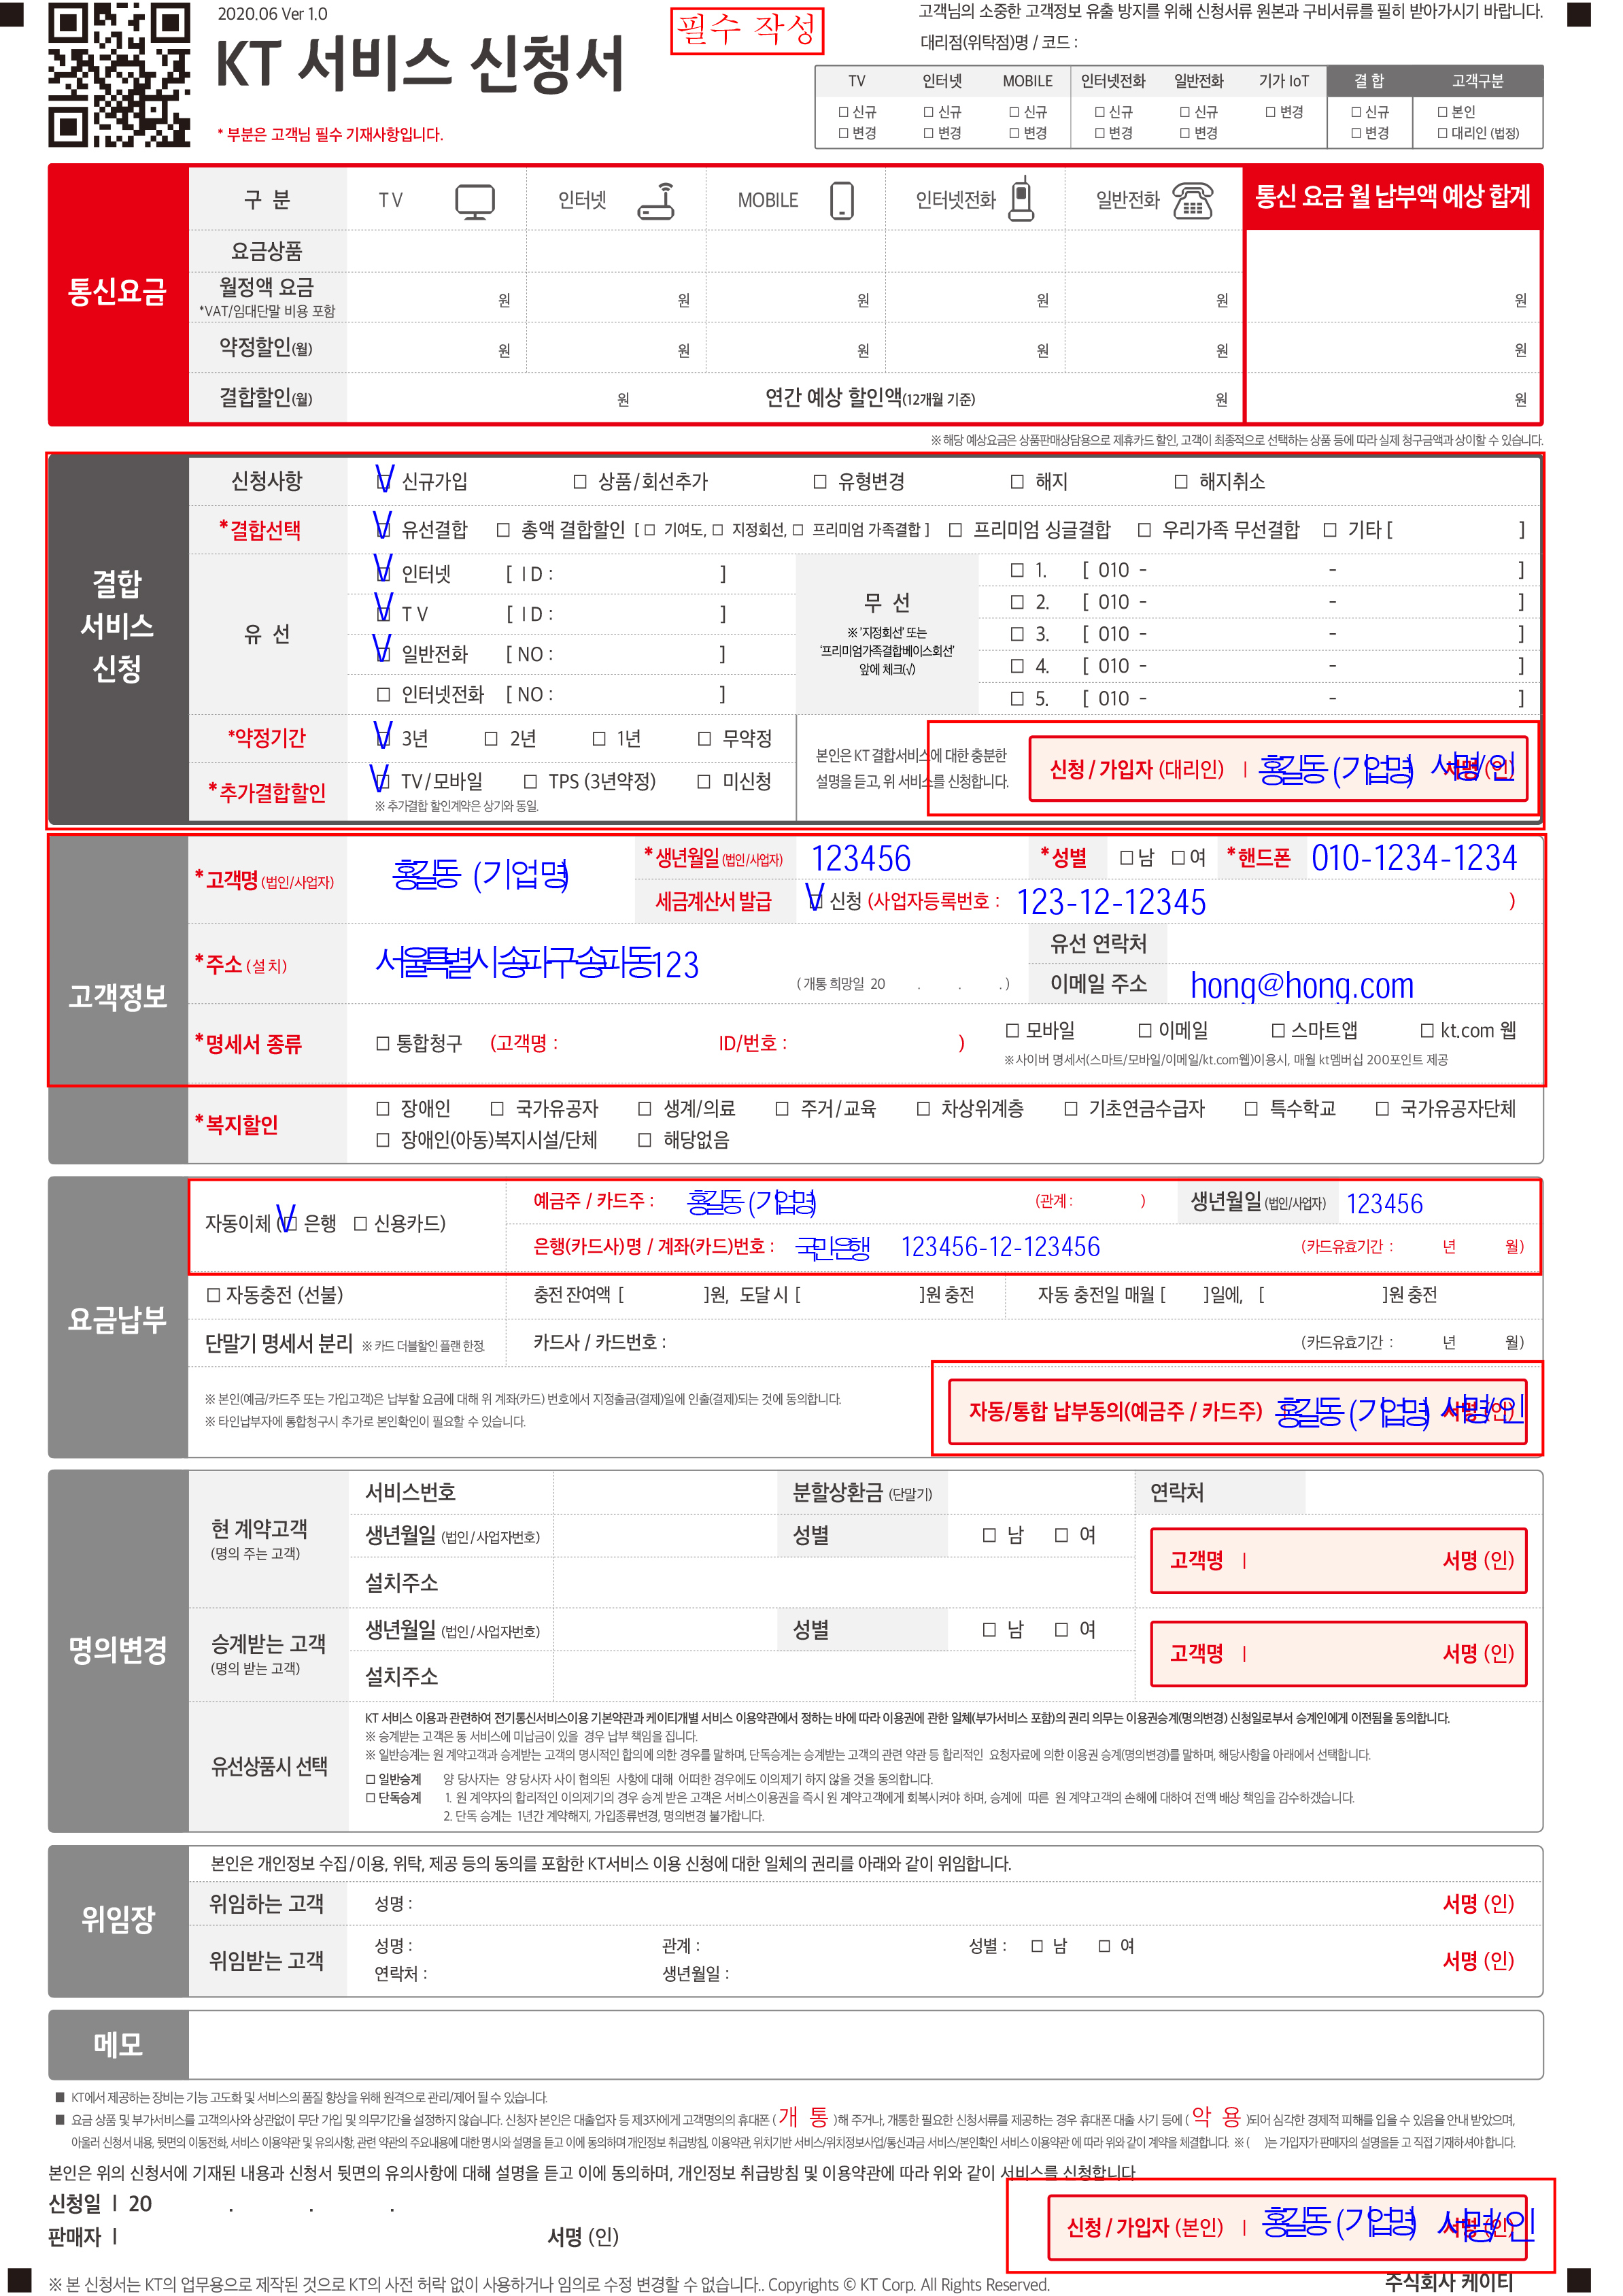 2020.06 Ver 1.0
KT 서비스 신청서
* 부분은 고객님 필수 기재사항입니다.
필수 작성
고객님의 소중한 고객정보 유출 방지를 위해 신청서류 원본과 구비서류를 필히 받아가시기 바랍니다.
대리점(위탁점)명 / 코드 :
TV 인터넷 MOBILE 인터넷전화 일반전화 기가 IoT 결 합 고객구분
□ 신규 □ 신규 □ 신규 □ 신규 □ 신규 □ 변경 □ 신규 □ 본인
□ 변경 □ 변경 □ 변경 □ 변경 □ 변경 □ 변경 □ 대리인 (법정)
통신요금
구 분 TV 인터넷 MOBILE 인터넷전화 일반전화 통신 요금 월 납부액 예상 합계
요금상품
월정액 요금 원 원 원 원 원 원
*VAT/임대단말 비용 포함
약정할인(월) 원 원 원 원 원 원
결합할인(월) 원 연간 예상 할인액(12개월 기준) 원 원
※ 해당 예상요금은 상품판매상담용으로 제휴카드 할인, 고객이 최종적으로 선택하는 상품 등에 따라 실제 청구금액과 상이할 수 있습니다.
결합 서비스 신청
신청사항 V □ 신규가입 □ 상품/회선추가 □ 유형변경 □ 해지 □ 해지취소
*결합선택 V □ 유선결합 □ 총액 결합할인 [ □ 기여도, □ 지정회선, □ 프리미엄 가족결합 ] □ 프리미엄 싱글결합 □ 우리가족 무선결합 □ 기타 [ ]
유 선
V □ 인터넷 [ ID : ]
V □ TV [ ID : ]
V □ 일반전화 [ NO : ]
□ 인터넷전화 [ NO : ]
무 선
※ '지정회선' 또는
'프리미엄가족결합베이스회선'
앞에 체크(√)
□ 1. [ 010 - - ]
□ 2. [ 010 - - ]
□ 3. [ 010 - - ]
□ 4. [ 010 - - ]
□ 5. [ 010 - - ]
*약정기간 V □ 3년 □ 2년 □ 1년 □ 무약정
*추가결합할인 V □ TV/모바일 □ TPS (3년약정) □ 미신청
※ 추가결합 할인계약은 상기와 동일.
본인은 KT 결합서비스에 대한 충분한
설명을 듣고, 위 서비스를 신청합니다.
신청 / 가입자 (대리인) | 홍길동 (기업명) 서명/인 서명 (인)
고객정보
*고객명 (법인/사업자) 홍길동 (기업명) *생년월일 (법인/사업자) 123456 *성별 □ 남 □ 여 *핸드폰 010-1234-1234
세금계산서 발급 V □ 신청 (사업자등록번호 : 123-12-12345 )
*주소 (설치) 서울특별시 송파구 송파동 123 (개통 희망일 20 . . . ) 유선 연락처
이메일 주소 hong@hong.com
*명세서 종류 □ 통합청구 (고객명 : ID/번호 : ) □ 모바일 □ 이메일 □ 스마트앱 □ kt.com 웹
※사이버 명세서(스마트/모바일/이메일/kt.com웹)이용시, 매월 kt멤버십 200포인트 제공
*복지할인 □ 장애인 □ 국가유공자 □ 생계/의료 □ 주거/교육 □ 차상위계층 □ 기초연금수급자 □ 특수학교 □ 국가유공자단체
□ 장애인(아동)복지시설/단체 □ 해당없음
요금납부
자동이체 (V □ 은행 □ 신용카드) 예금주 / 카드주 : 홍길동 (기업명) (관계 : ) 생년월일 (법인/사업자) 123456
은행(카드사)명 / 계좌(카드)번호 : 국민은행 123456-12-123456 (카드유효기간 : 년 월)
□ 자동충전 (선불) 충전 잔여액 [ ]원, 도달 시 [ ]원 충전 자동 충전일 매월 [ ]일에, [ ]원 충전
단말기 명세서 분리 ※ 카드 더블할인 플랜 한정. 카드사 / 카드번호 : (카드유효기간 : 년 월)
※ 본인(예금/카드주 또는 가입고객)은 납부할 요금에 대해 위 계좌(카드) 번호에서 지정출금(결제)일에 인출(결제)되는 것에 동의합니다.
※ 타인납부자에 통합청구시 추가로 본인확인이 필요할 수 있습니다.
자동/통합 납부동의(예금주 / 카드주) | 홍길동 (기업명) 서명/인 서명 (인)
명의변경
현 계약고객
(명의 주는 고객)
서비스번호 분할상환금 (단말기) 연락처
생년월일 (법인/사업자번호) 성별 □ 남 □ 여
설치주소
고객명 | 서명 (인)
승계받는 고객
(명의 받는 고객)
생년월일 (법인/사업자번호) 성별 □ 남 □ 여
설치주소
고객명 | 서명 (인)
유선상품시 선택
KT 서비스 이용과 관련하여 전기통신서비스이용 기본약관과 케이티개별 서비스 이용약관에서 정하는 바에 따라 이용권에 관한 일체(부가서비스 포함)의 권리 의무는 이용권승계(명의변경) 신청일로부서 승계인에게 이전됨을 동의합니다.
※ 승계받는 고객은 동 서비스에 미납금이 있을 경우 납부 책임을 집니다.
※ 일반승계는 원 계약고객과 승계받는 고객의 명시적인 합의에 의한 경우를 말하며, 단독승계는 승계받는 고객의 관련 약관 등 합리적인 요청자료에 의한 이용권 승계(명의변경)를 말하며, 해당사항을 아래에서 선택합니다.
□ 일반승계 양 당사자는 양 당사자 사이 협의된 사항에 대해 어떠한 경우에도 이의제기 하지 않을 것을 동의합니다.
□ 단독승계 1. 원 계약자의 합리적인 이의제기의 경우 승계 받은 고객은 서비스이용권을 즉시 원 계약고객에게 회복시켜야 하며, 승계에 따른 원 계약고객의 손해에 대하여 전액 배상 책임을 감수하겠습니다.
2. 단독 승계는 1년간 계약해지, 가입종류변경, 명의변경 불가합니다.
위임장
본인은 개인정보 수집/이용, 위탁, 제공 등의 동의를 포함한 KT서비스 이용 신청에 대한 일체의 권리를 아래와 같이 위임합니다.
위임하는 고객 성명 : 서명 (인)
위임받는 고객 성명 : 관계 : 성별 : □ 남 □ 여 서명 (인)
연락처 : 생년월일 :
메모
■ KT에서 제공하는 장비는 기능 고도화 및 서비스의 품질 향상을 위해 원격으로 관리/제어 될 수 있습니다.
■ 요금 상품 및 부가서비스를 고객의사와 상관없이 무단 가입 및 의무기간을 설정하지 않습니다. 신청자 본인은 대출업자 등 제3자에게 고객명의의 휴대폰 ( 개 통 )해 주거나, 개통한 필요한 신청서류를 제공하는 경우 휴대폰 대출 사기 등에 ( 악 용 )되어 심각한 경제적 피해를 입을 수 있음을 안내 받았으며,
아울러 신청서 내용, 뒷면의 이동전화, 서비스 이용약관 및 유의사항, 관련 약관의 주요내용에 대한 명시와 설명을 듣고 이에 동의하며 개인정보 취급방침, 이용약관, 위치기반 서비스/위치정보사업/통신과금 서비스/본인확인 서비스 이용약관 에 따라 위와 같이 계약을 체결합니다. ※ ( )는 가입자가 판매자의 설명을듣고 직접 기재하셔야 합니다.
본인은 위의 신청서에 기재된 내용과 신청서 뒷면의 유의사항에 대해 설명을 듣고 이에 동의하며, 개인정보 취급방침 및 이용약관에 따라 위와 같이 서비스를 신청합니다
신청일 | 20 . . .
판매자 | 서명 (인)
신청 / 가입자 (본인) | 홍길동 (기업명) 서명/인 서명 (인)
※ 본 신청서는 KT의 업무용으로 제작된 것으로 KT의 사전 허락 없이 사용하거나 임의로 수정 변경할 수 없습니다.. Copyrights © KT Corp. All Rights Reserved.
주식회사 케이티